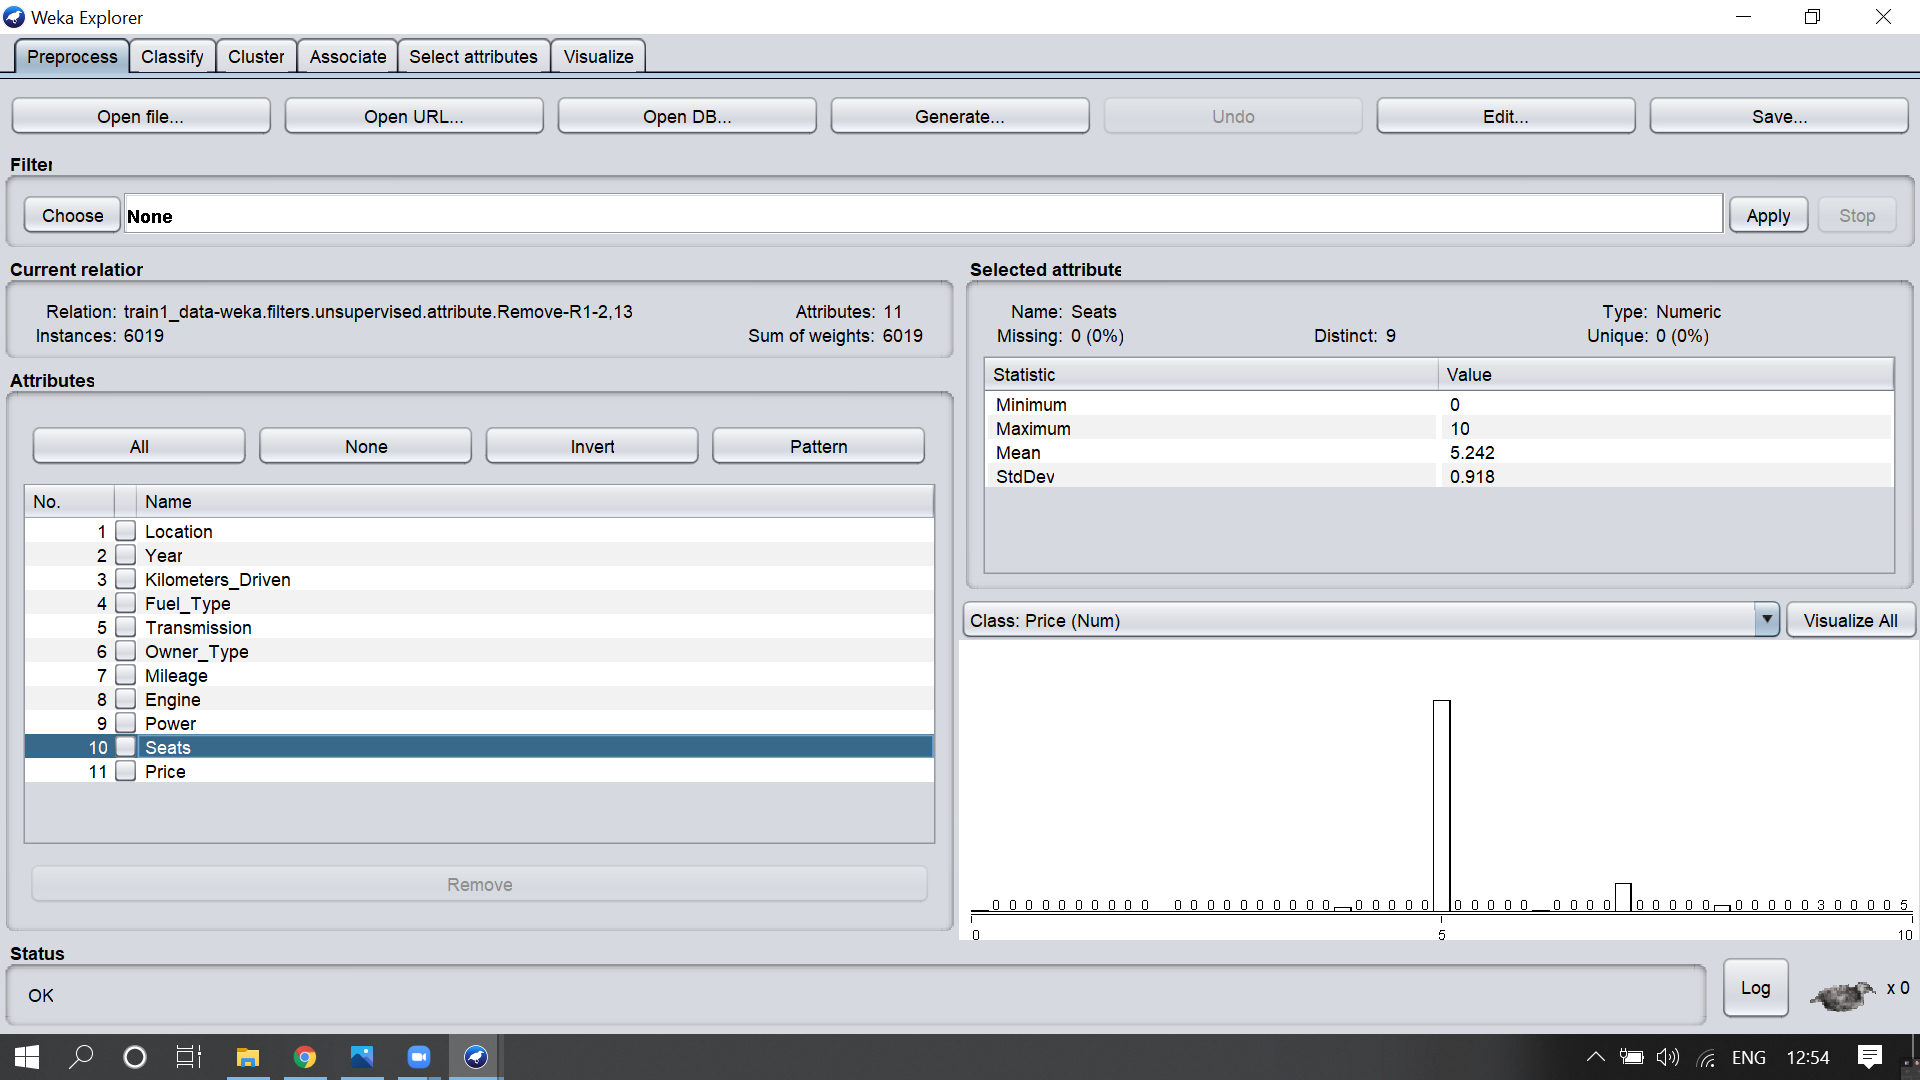 Weka Explorer
Preprocess Classify Cluster Associate Select attributes Visualize
Open file... Open URL... Open DB... Generate... Undo Edit... Save...
Filter
Choose None Apply Stop
Current relation
Relation: train1_data-weka.filters.unsupervised.attribute.Remove-R1-2,13 Attributes: 11
Instances: 6019 Sum of weights: 6019
Attributes
All None Invert Pattern
No. Name
1 Location
2 Year
3 Kilometers_Driven
4 Fuel_Type
5 Transmission
6 Owner_Type
7 Mileage
8 Engine
9 Power
10 Seats
11 Price
Remove
Selected attribute
Name: Seats Type: Numeric
Missing: 0 (0%) Distinct: 9 Unique: 0 (0%)
Statistic Value
Minimum 0
Maximum 10
Mean 5.242
StdDev 0.918
Class: Price (Num) Visualize All
0 0 0 0 0 0 0 0 0 0 0 0 0 0 0 0 0 0 0 0 0 0 0 0 0 0 0 0 0 0 0 0 0 0 0 0 0 0 0 0 0 0 3 0 0 0 0 5
0 5 10
Status
OK
Log x 0
ENG 12:54